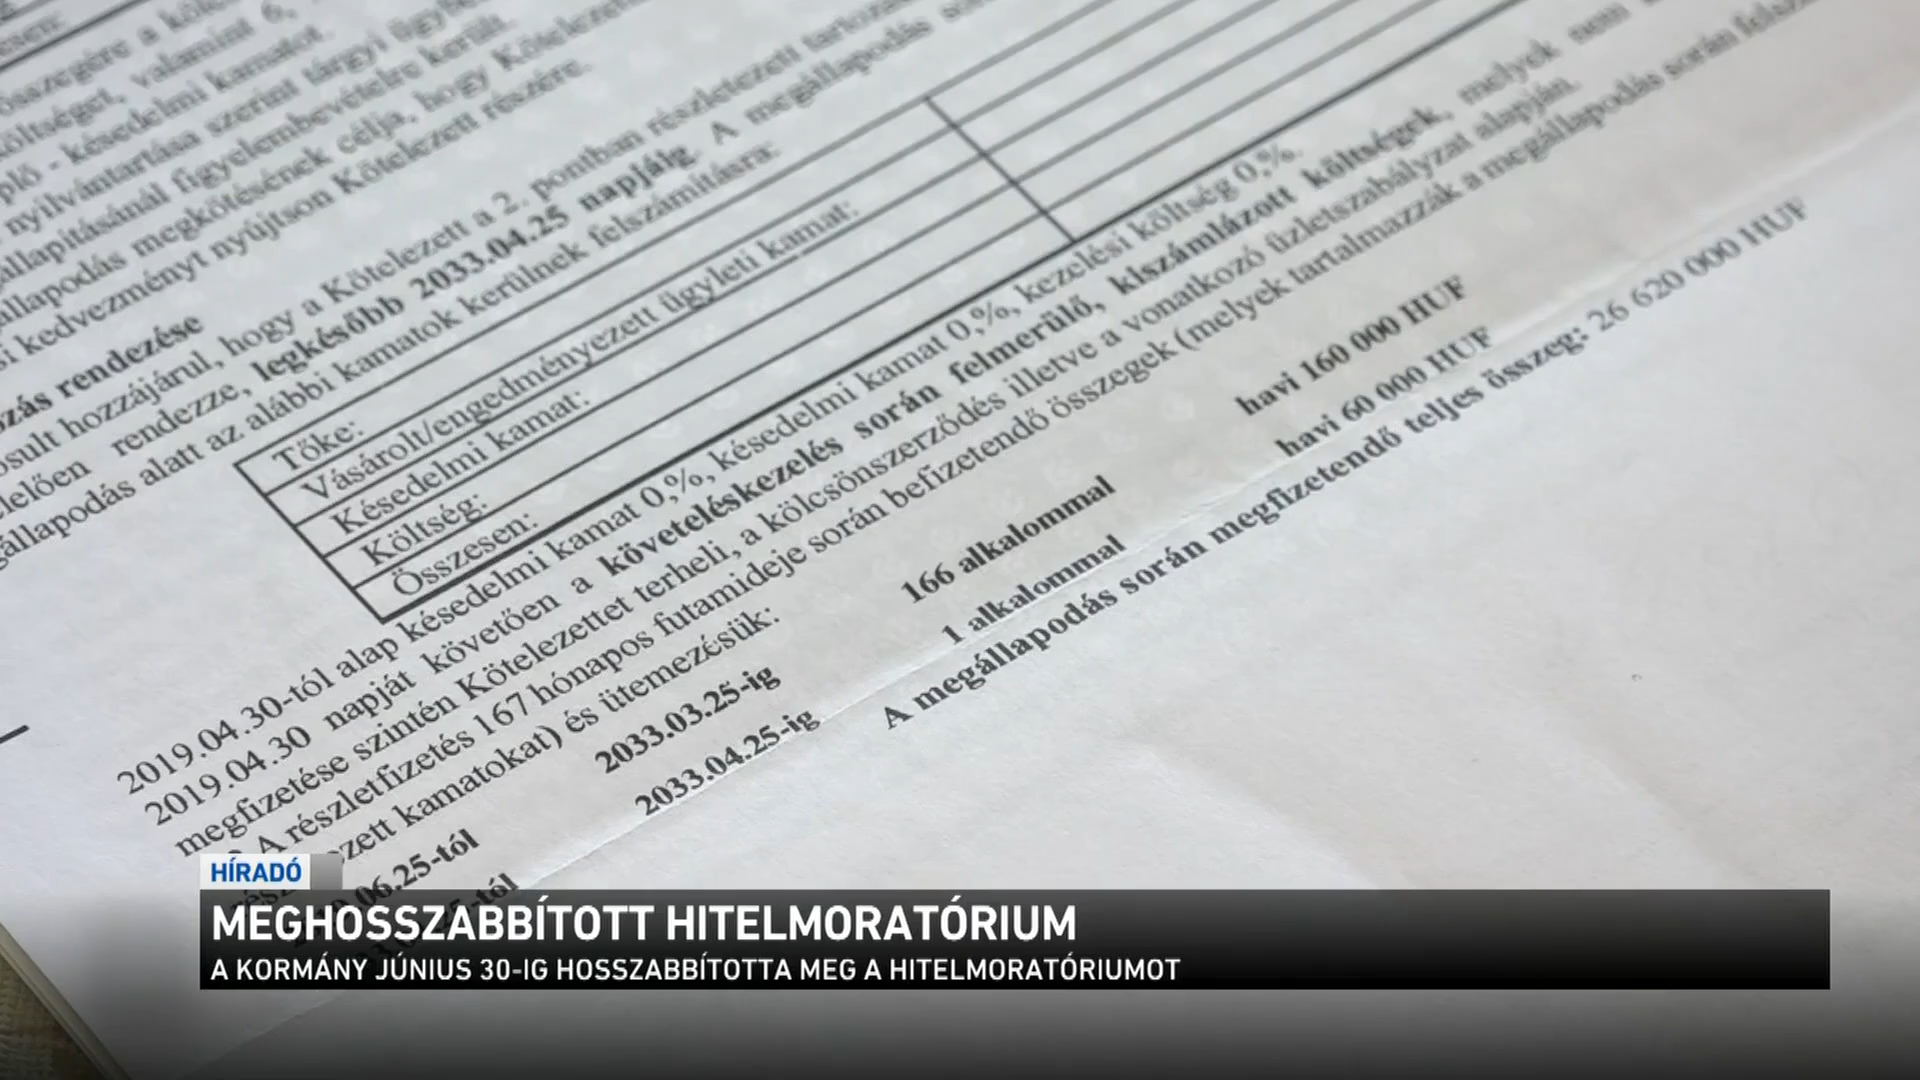 összegére a
költséget, valamint 6,
késedelmi kamatot.
nyilvántartása szerint tárgyi
figyelembevételre kerül.
megkötésének célja, hogy
kedvezményt nyújtson Kötelezett részére.
rendezése
hozzájárul, hogy a Kötelezett a 2. pontban részletezett
rendezze, legkésőbb 2033.04.25 napjáig. A megállapodás
alatt az alábbi kamatok kerülnek felszámításra:
Tőke:
Vásárolt/engedményezett ügyleti kamat:
Késedelmi kamat:
Költség:
Összesen:
2019.04.30-tól alap késedelmi kamat 0,%, késedelmi kamat 0,%, kezelési költség 0,%.
2019.04.30 napját követően a követeléskezelés során felmerülő, kiszámlázott költségek, melyek nem
megfizetése szintén Kötelezettet terheli, a kölcsönszerződés illetve a vonatkozó üzletszabályzat alapján.
A részletfizetés 167 hónapos futamideje során befizetendő összegek (melyek tartalmazzák a megállapodás során
kamatokat) és ütemezésük:
06.25-tól 2033.03.25-ig 166 alkalommal havi 160 000 HUF
2033.04.25-ig 1 alkalommal havi 60 000 HUF
A megállapodás során megfizetendő teljes összeg: 26 620 000 HUF
HÍRADÓ
MEGHOSSZABBÍTOTT HITELMORATÓRIUM
A KORMÁNY JÚNIUS 30-IG HOSSZABBÍTOTTA MEG A HITELMORATÓRIUMOT